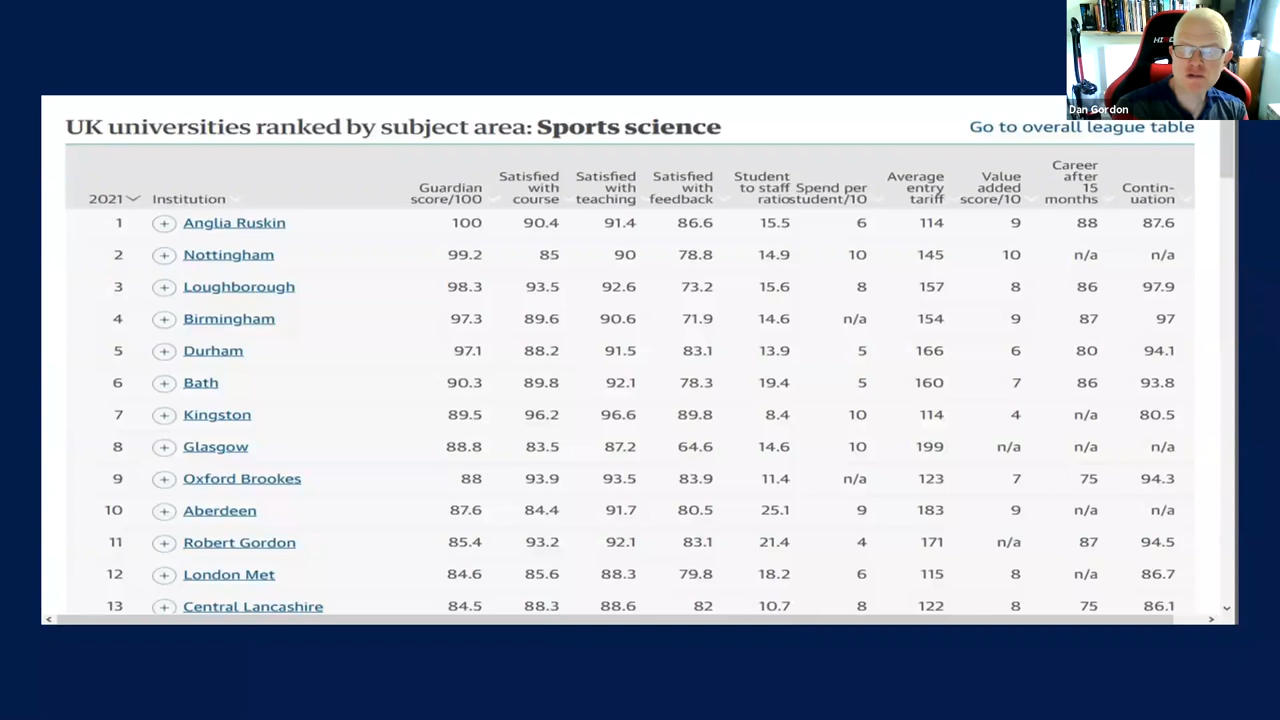 HI
Dan Gordon
UK universities ranked by subject area: Sports science
Go to overall league table
2021 Institution Guardian score/100 Satisfied with course Satisfied with teaching Satisfied with feedback Student to staff ratio Spend per student/10 Average entry tariff Value added score/10 Career after 15 months Contin-uation
1 + Anglia Ruskin 100 90.4 91.4 86.6 15.5 6 114 9 88 87.6
2 + Nottingham 99.2 85 90 78.8 14.9 10 145 10 n/a n/a
3 + Loughborough 98.3 93.5 92.6 73.2 15.6 8 157 8 86 97.9
4 + Birmingham 97.3 89.6 90.6 71.9 14.6 n/a 154 9 87 97
5 + Durham 97.1 88.2 91.5 83.1 13.9 5 166 6 80 94.1
6 + Bath 90.3 89.8 92.1 78.3 19.4 5 160 7 86 93.8
7 + Kingston 89.5 96.2 96.6 89.8 8.4 10 114 4 n/a 80.5
8 + Glasgow 88.8 83.5 87.2 64.6 14.6 10 199 n/a n/a n/a
9 + Oxford Brookes 88 93.9 93.5 83.9 11.4 n/a 123 7 75 94.3
10 + Aberdeen 87.6 84.4 91.7 80.5 25.1 9 183 9 n/a n/a
11 + Robert Gordon 85.4 93.2 92.1 83.1 21.4 4 171 n/a 87 94.5
12 + London Met 84.6 85.6 88.3 79.8 18.2 6 115 8 n/a 86.7
13 + Central Lancashire 84.5 88.3 88.6 82 10.7 8 122 8 75 86.1